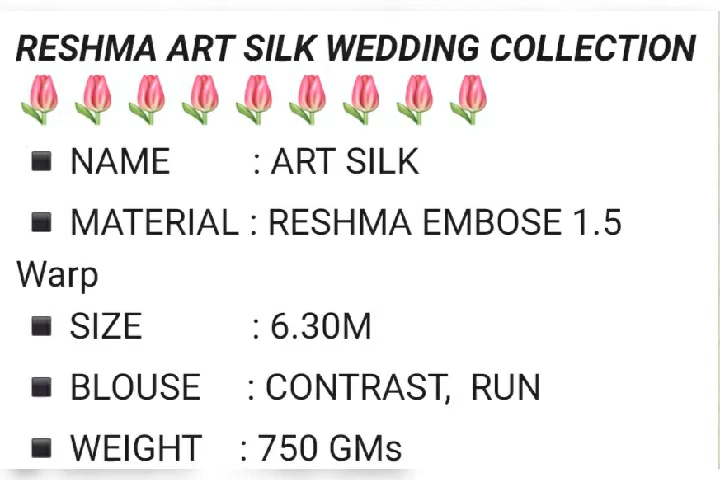 RESHMA ART SILK WEDDING COLLECTION
🌷🌷🌷🌷🌷🌷🌷🌷🌷
▪️ NAME : ART SILK
▪️ MATERIAL : RESHMA EMBOSE 1.5
Warp
▪️ SIZE : 6.30M
▪️ BLOUSE : CONTRAST, RUN
▪️ WEIGHT : 750 GMs